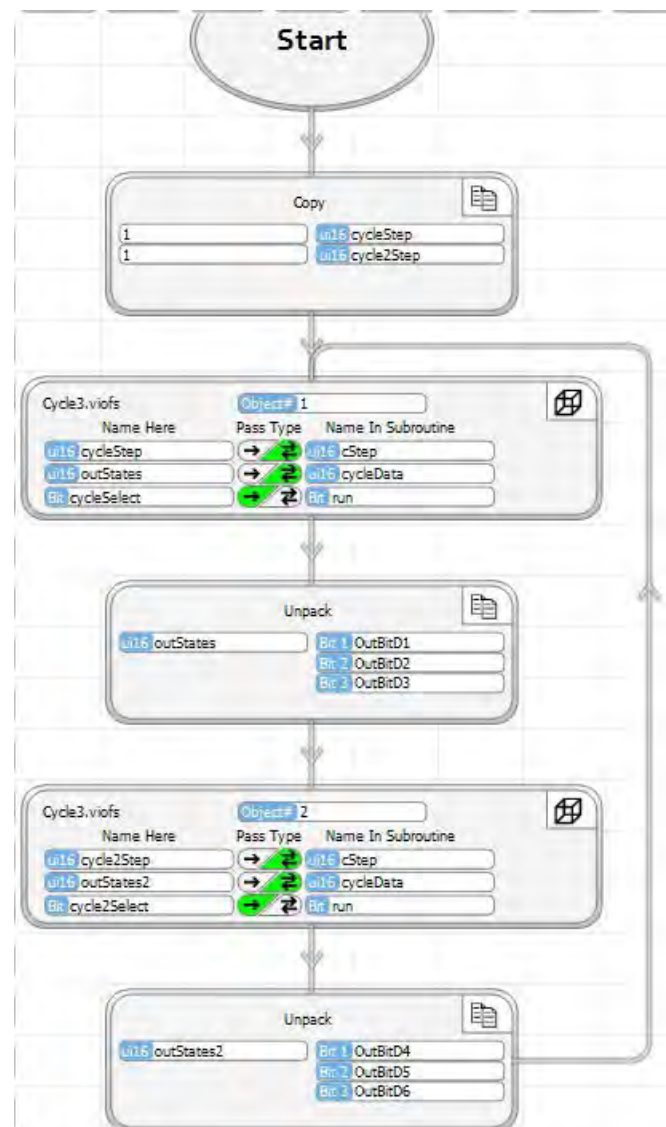 Start
Copy
1 ui16 cycleStep
1 ui16 cycle2Step
Cycle3.viofs Object# 1
Name Here Pass Type Name In Subroutine
ui16 cycleStep ui16 cStep
ui16 outStates ui16 cycleData
Bit cycleSelect Bit run
Unpack
ui16 outStates Bit 1 OutBitD1
Bit 2 OutBitD2
Bit 3 OutBitD3
Cycle3.viofs Object# 2
Name Here Pass Type Name In Subroutine
ui16 cycle2Step ui16 cStep
ui16 outStates2 ui16 cycleData
Bit cycle2Select Bit run
Unpack
ui16 outStates2 Bit 1 OutBitD4
Bit 2 OutBitD5
Bit 3 OutBitD6